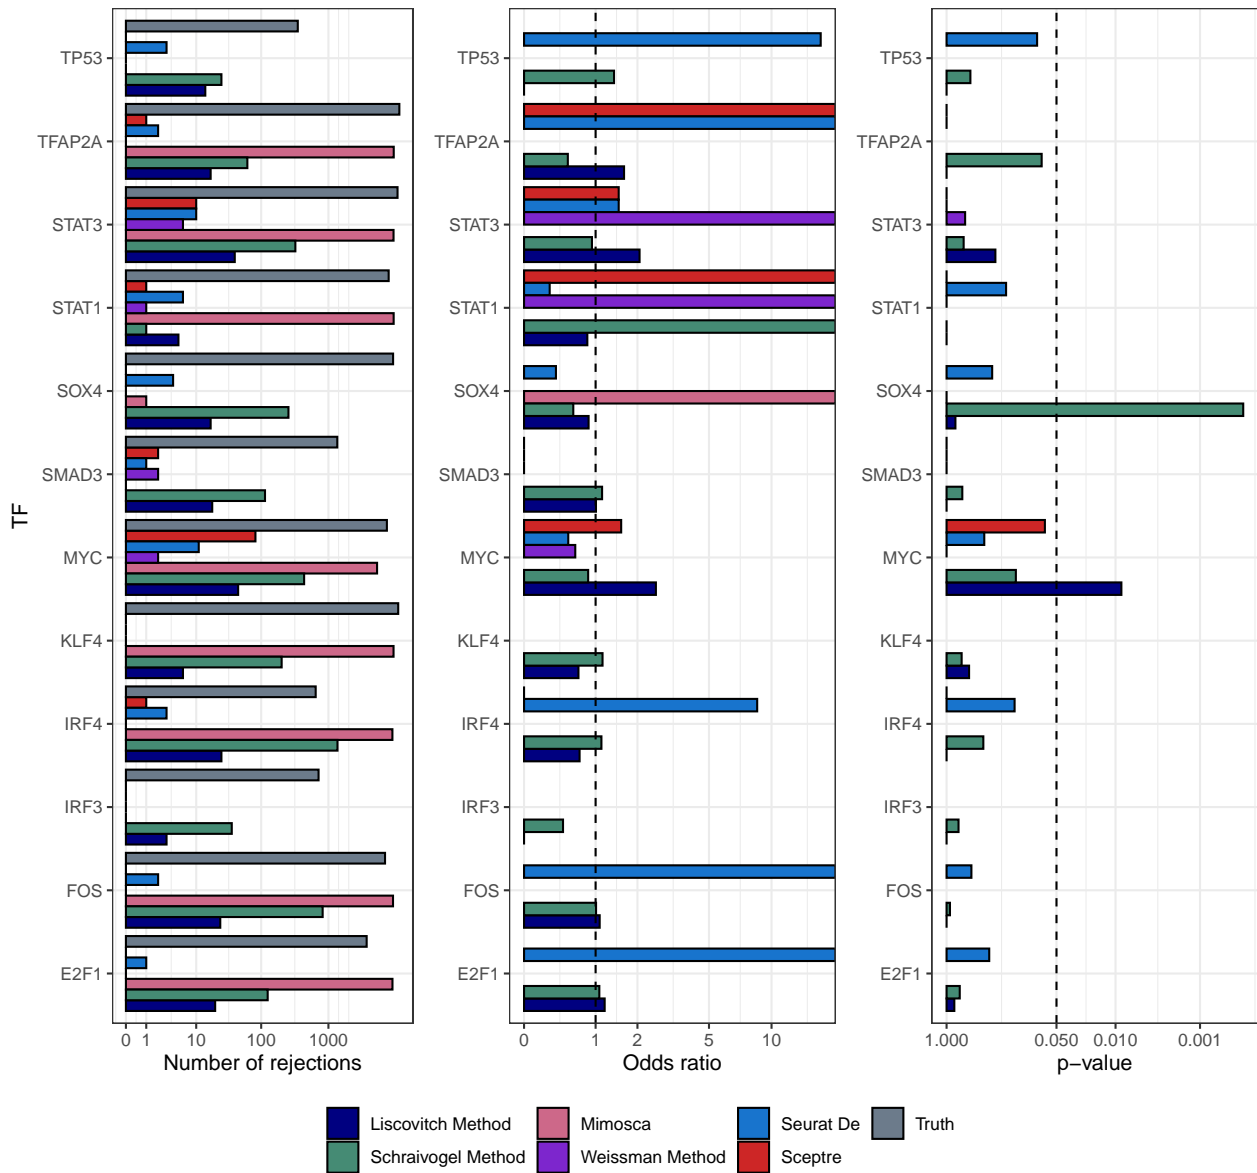 TF
TP53
TFAP2A
STAT3
STAT1
SOX4
SMAD3
MYC
KLF4
IRF4
IRF3
FOS
E2F1
0 1 10 100 1000
Number of rejections
TP53
TFAP2A
STAT3
STAT1
SOX4
SMAD3
MYC
KLF4
IRF4
IRF3
FOS
E2F1
0 1 2 5 10
Odds ratio
TP53
TFAP2A
STAT3
STAT1
SOX4
SMAD3
MYC
KLF4
IRF4
IRF3
FOS
E2F1
1.000 0.050 0.010 0.001
p−value
Liscovitch Method Mimosca Seurat De Truth
Schraivogel Method Weissman Method Sceptre